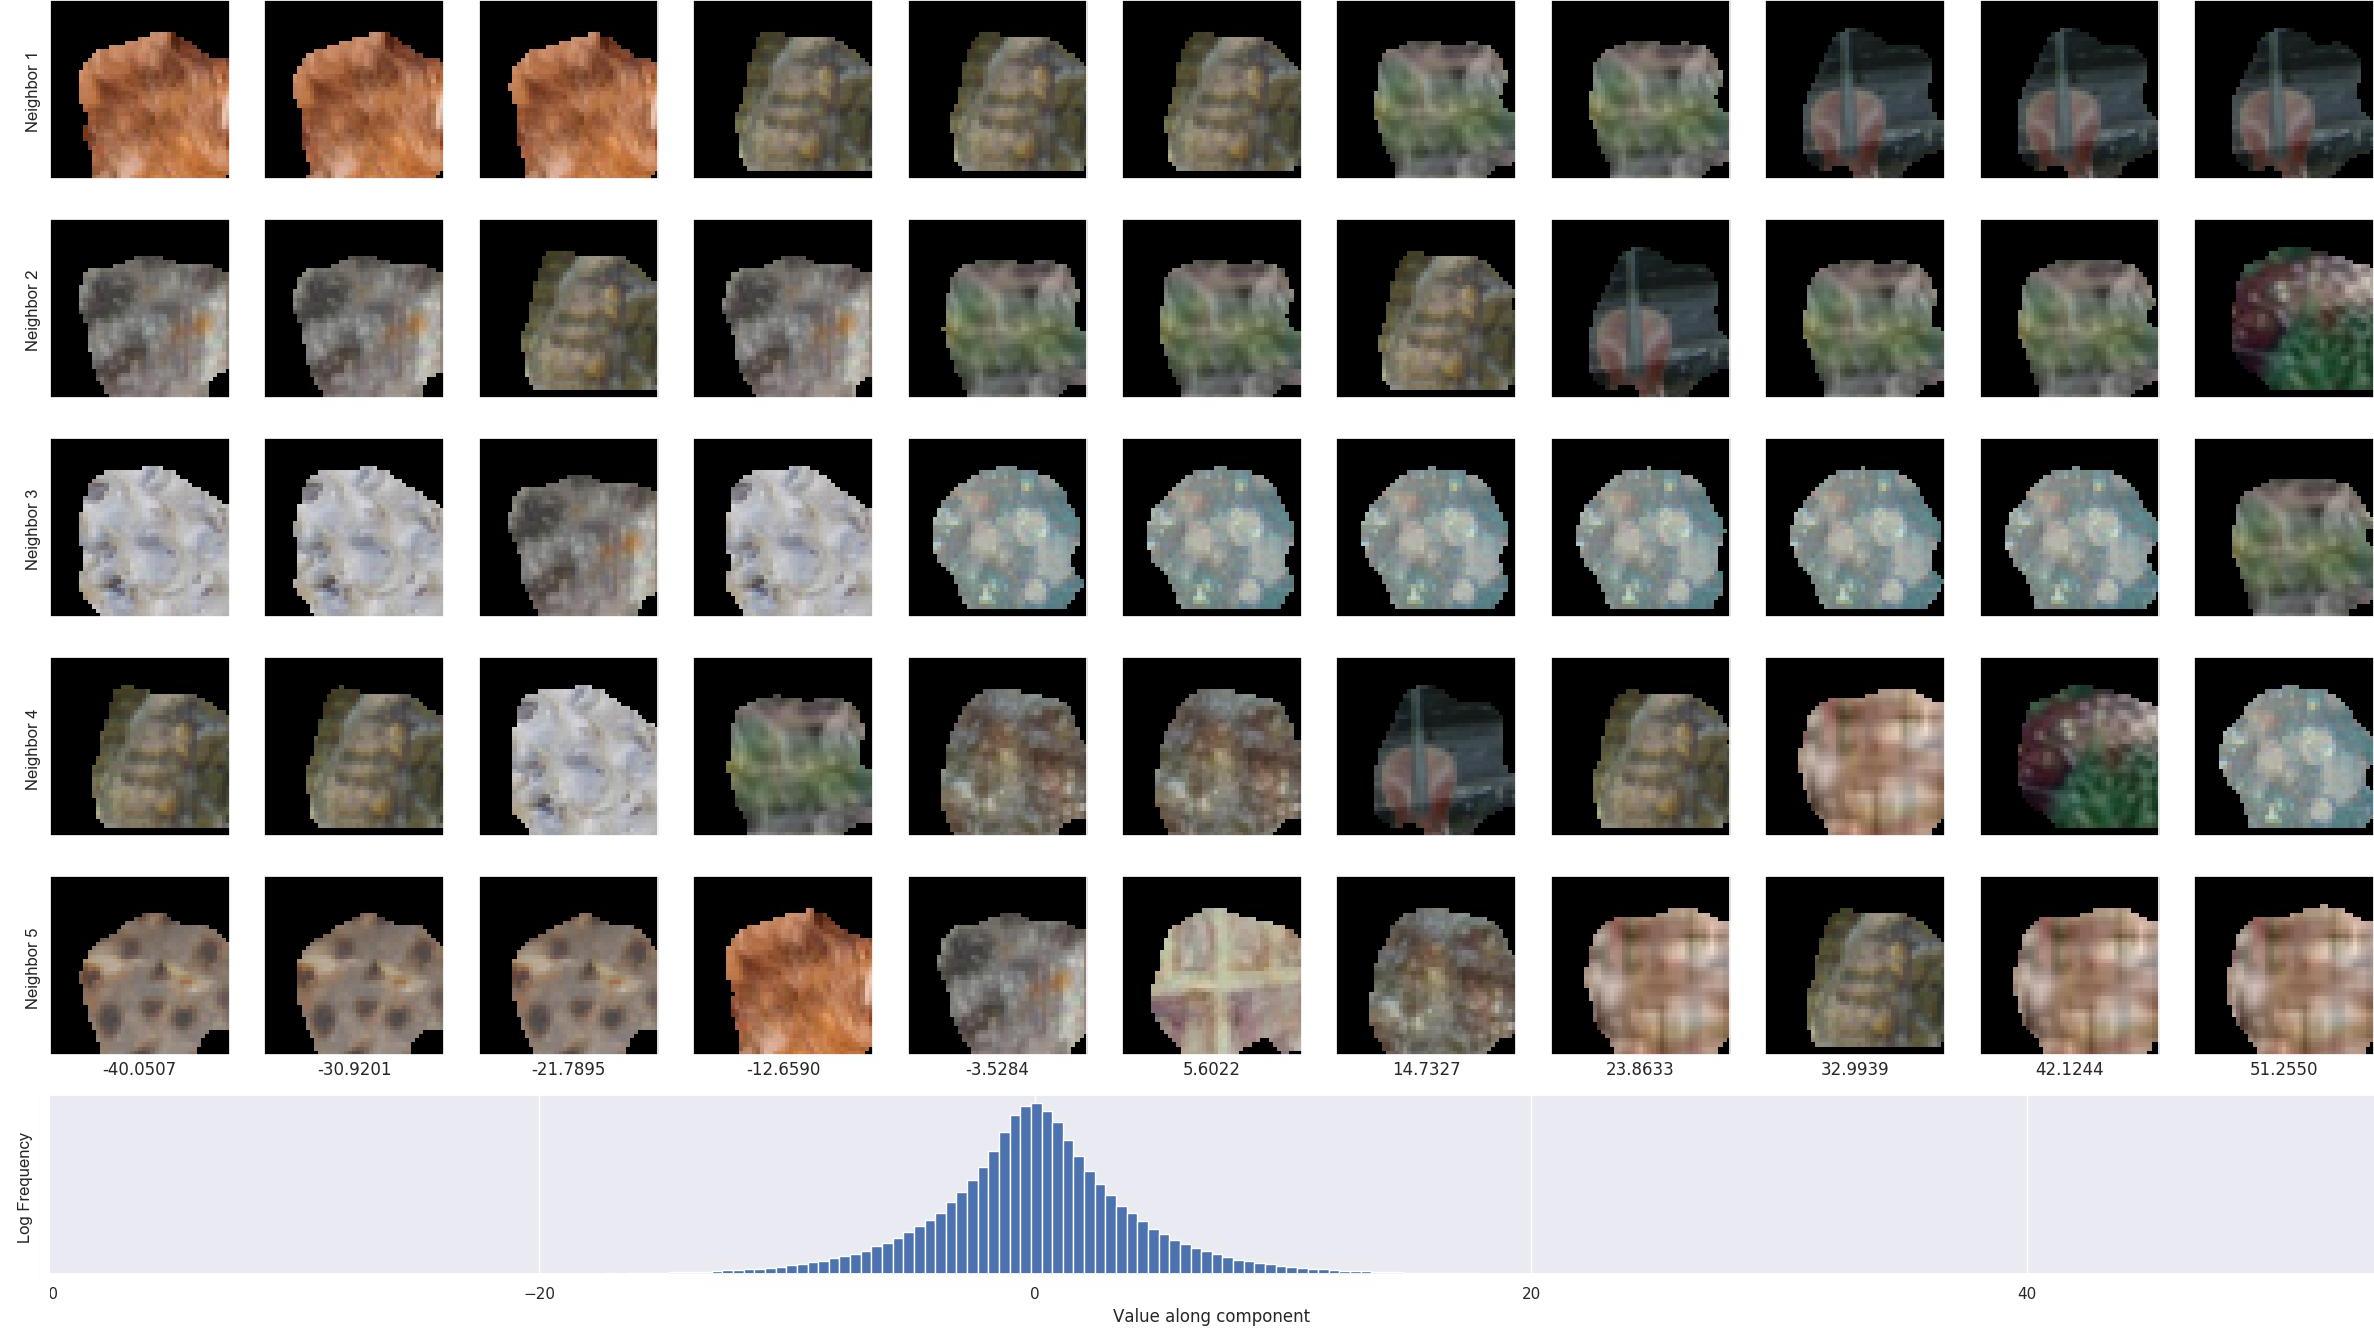 Neighbor 1
Neighbor 2
Neighbor 3
Neighbor 4
Neighbor 5
-40.0507 -30.9201 -21.7895 -12.6590 -3.5284 5.6022 14.7327 23.8633 32.9939 42.1244 51.2550
Log Frequency
0 −20 0 20 40
Value along component